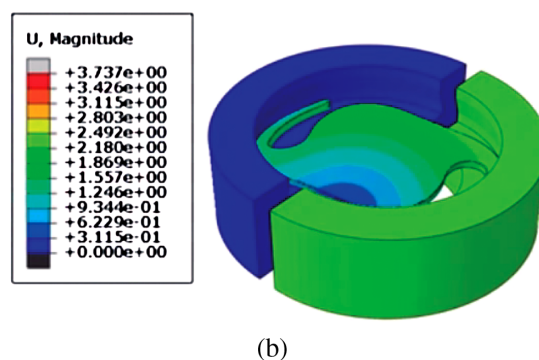 U, Magnitude
+3.737e+00
+3.426e+00
+3.115e+00
+2.803e+00
+2.492e+00
+2.180e+00
+1.869e+00
+1.557e+00
+1.246e+00
+9.344e-01
+6.229e-01
+3.115e-01
+0.000e+00
(b)